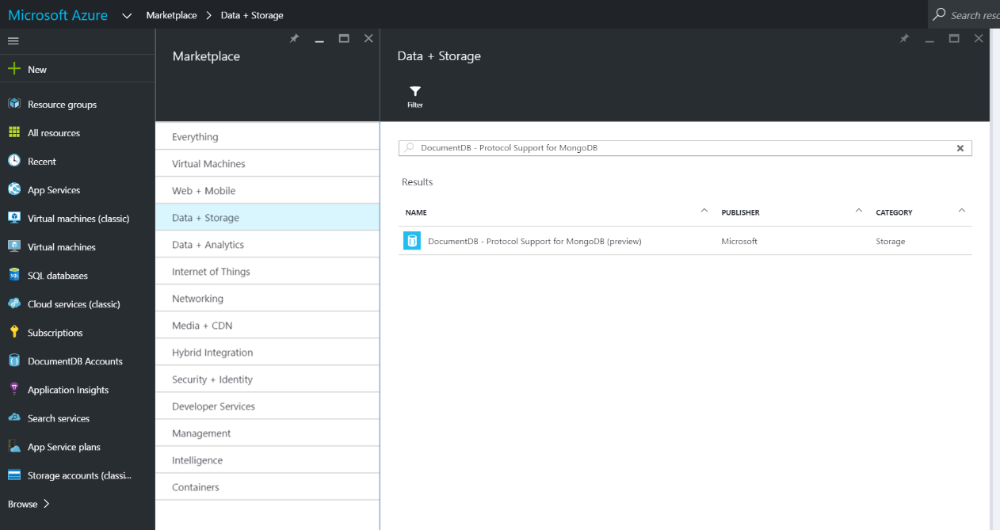 Microsoft Azure Marketplace > Data + Storage Search reso
New
Resource groups
All resources
Recent
App Services
Virtual machines (classic)
Virtual machines
SQL databases
Cloud services (classic)
Subscriptions
DocumentDB Accounts
Application Insights
Search services
App Service plans
Storage accounts (classi...
Browse >
Marketplace
Everything
Virtual Machines
Web + Mobile
Data + Storage
Data + Analytics
Internet of Things
Networking
Media + CDN
Hybrid Integration
Security + Identity
Developer Services
Management
Intelligence
Containers
Data + Storage
Filter
DocumentDB - Protocol Support for MongoDB
Results
NAME PUBLISHER CATEGORY
DocumentDB - Protocol Support for MongoDB (preview) Microsoft Storage